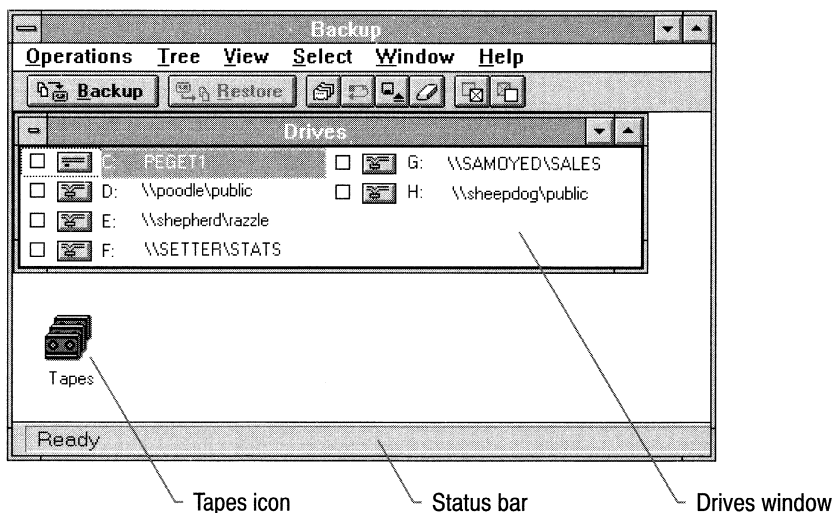 Backup
Operations Tree View Select Window Help
Backup Restore
Drives
C: PEGET1
G: \\SAMOYED\SALES
D: \\poodle\public
H: \\sheepdog\public
E: \\shepherd\razzle
F: \\SETTER\STATS
Tapes
Ready
Tapes icon
Status bar
Drives window